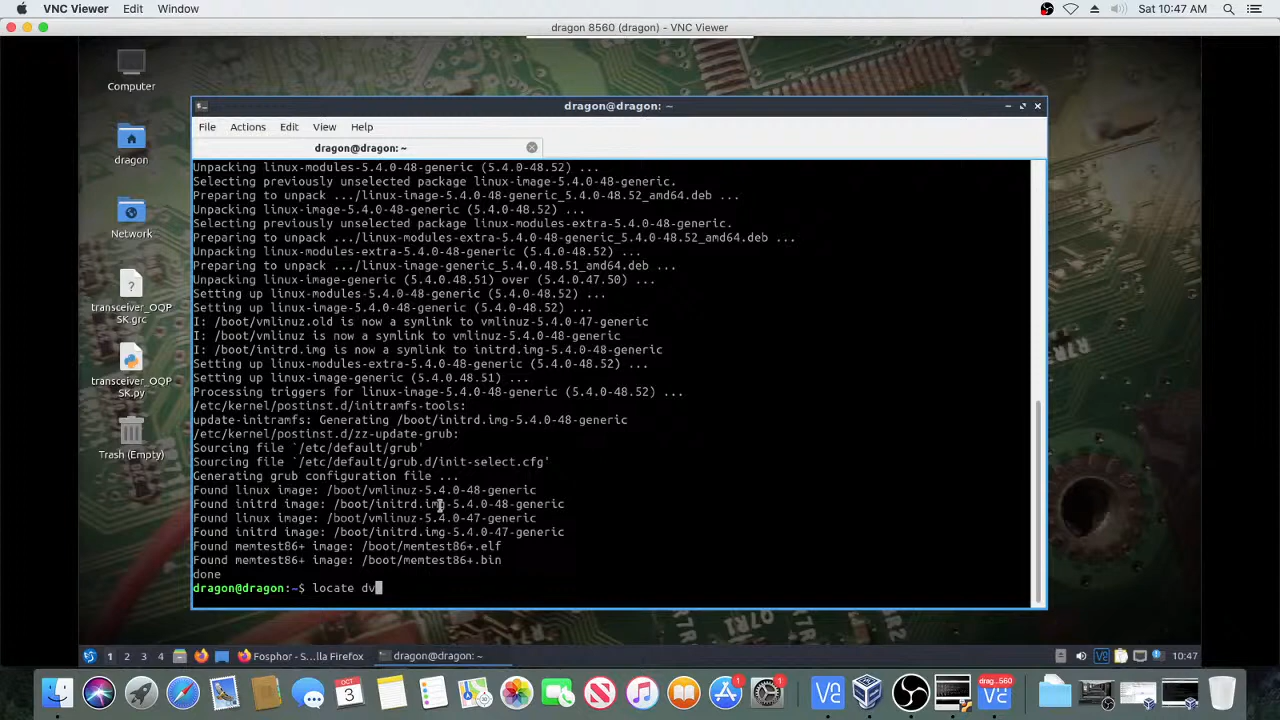 VNC Viewer Edit Window
Sat 10:47 AM
dragon 8560 (dragon) - VNC Viewer
Computer
dragon
Network
transceiver_OQP
SK.grc
transceiver_OQP
SK.py
Trash (Empty)
dragon@dragon: ~
File Actions Edit View Help
dragon@dragon: ~
Unpacking linux-modules-5.4.0-48-generic (5.4.0-48.52) ...
Selecting previously unselected package linux-image-5.4.0-48-generic.
Preparing to unpack .../linux-image-5.4.0-48-generic_5.4.0-48.52_amd64.deb ...
Unpacking linux-image-5.4.0-48-generic (5.4.0-48.52) ...
Selecting previously unselected package linux-modules-extra-5.4.0-48-generic.
Preparing to unpack .../linux-modules-extra-5.4.0-48-generic_5.4.0-48.52_amd64.deb ...
Unpacking linux-modules-extra-5.4.0-48-generic (5.4.0-48.52) ...
Preparing to unpack .../linux-image-generic_5.4.0.48.51_amd64.deb ...
Unpacking linux-image-generic (5.4.0.48.51) over (5.4.0.47.50) ...
Setting up linux-modules-5.4.0-48-generic (5.4.0-48.52) ...
Setting up linux-image-5.4.0-48-generic (5.4.0-48.52) ...
I: /boot/vmlinuz.old is now a symlink to vmlinuz-5.4.0-47-generic
I: /boot/vmlinuz is now a symlink to vmlinuz-5.4.0-48-generic
I: /boot/initrd.img is now a symlink to initrd.img-5.4.0-48-generic
Setting up linux-modules-extra-5.4.0-48-generic (5.4.0-48.52) ...
Setting up linux-image-generic (5.4.0.48.51) ...
Processing triggers for linux-image-5.4.0-48-generic (5.4.0-48.52) ...
/etc/kernel/postinst.d/initramfs-tools:
update-initramfs: Generating /boot/initrd.img-5.4.0-48-generic
/etc/kernel/postinst.d/zz-update-grub:
Sourcing file `/etc/default/grub'
Sourcing file `/etc/default/grub.d/init-select.cfg'
Generating grub configuration file ...
Found linux image: /boot/vmlinuz-5.4.0-48-generic
Found initrd image: /boot/initrd.img-5.4.0-48-generic
Found linux image: /boot/vmlinuz-5.4.0-47-generic
Found initrd image: /boot/initrd.img-5.4.0-47-generic
Found memtest86+ image: /boot/memtest86+.elf
Found memtest86+ image: /boot/memtest86+.bin
done
dragon@dragon:~$ locate dv
1 2 3 4 Fosphor - S...lla Firefox dragon@dragon: ~ 10:47